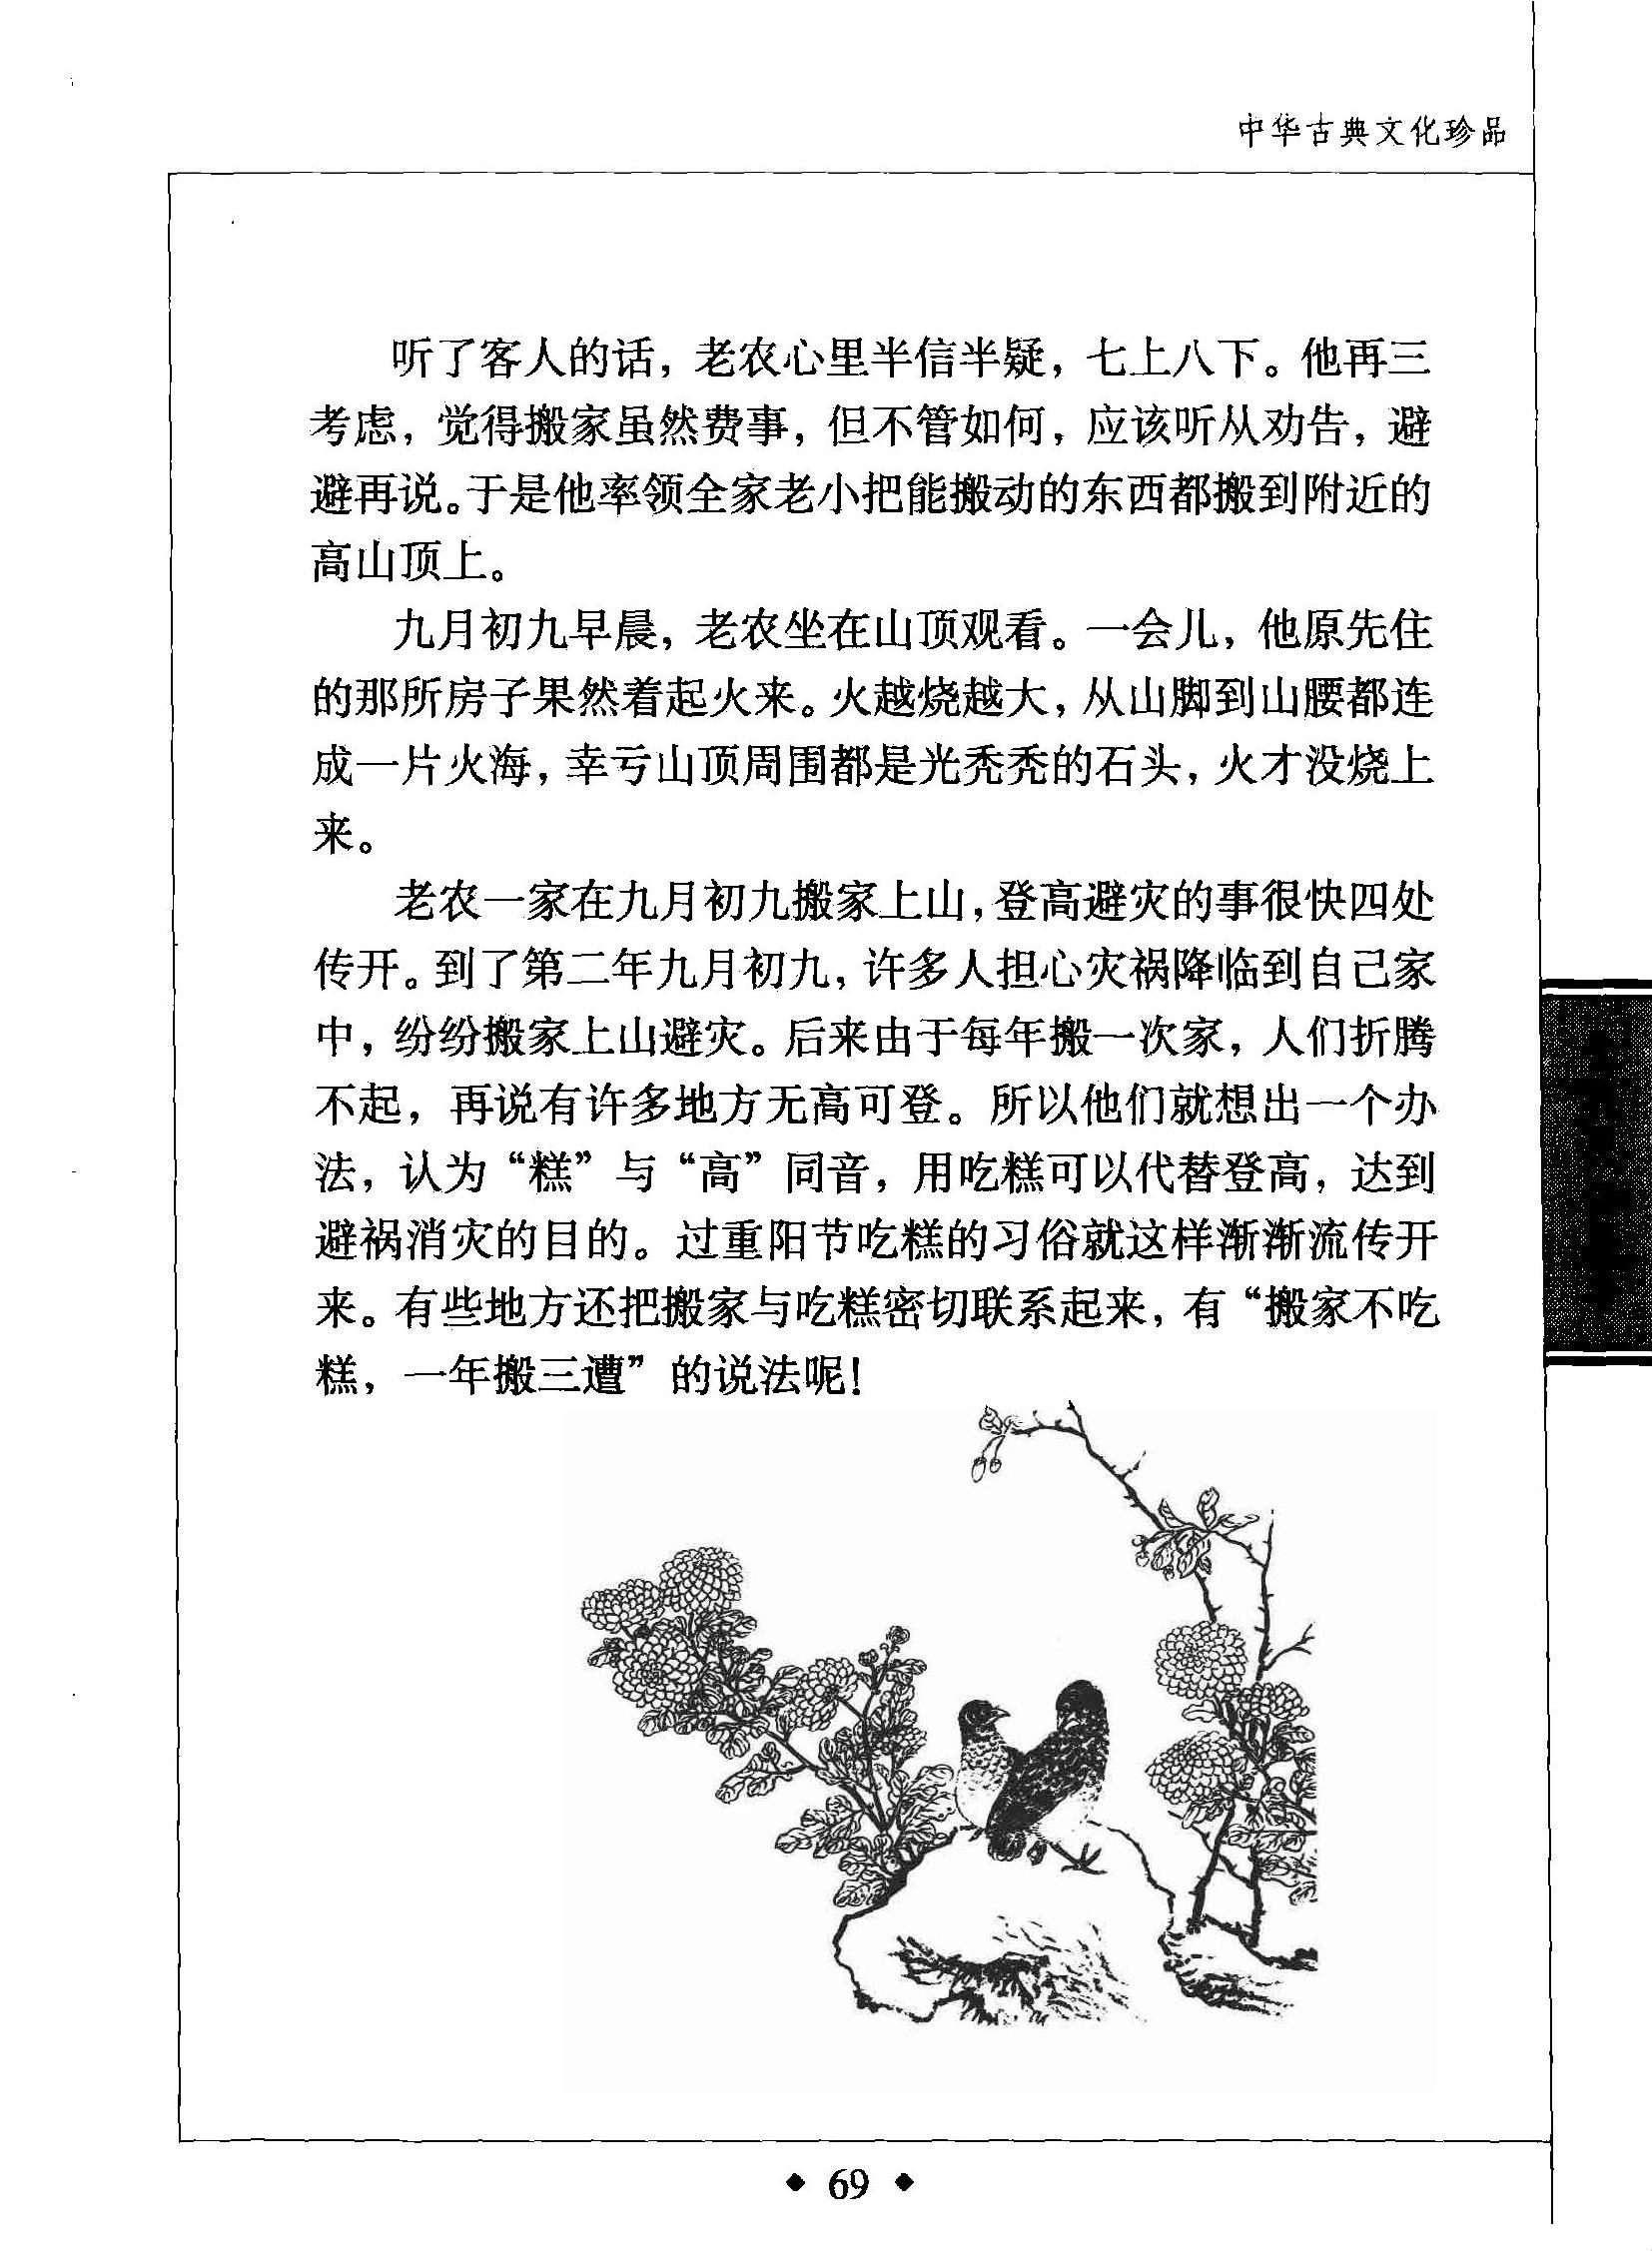 中华古典文化珍品
听了客人的话，老农心里半信半疑，七上八下。他再三
考虑，觉得搬家虽然费事，但不管如何，应该听从劝告，避
避再说。于是他率领全家老小把能搬动的东西都搬到附近的
高山顶上。
九月初九早晨，老农坐在山顶观看。一会儿，他原先住
的那所房子果然着起火来。火越烧越大，从山脚到山腰都连
成一片火海，幸亏山顶周围都是光秃秃的石头，火才没烧上
来。
老农一家在九月初九搬家上山，登高避灾的事很快四处
传开。到了第二年九月初九，许多人担心灾祸降临到自己家
中，纷纷搬家上山避灾。后来由于每年搬一次家，人们折腾
不起，再说有许多地方无高可登。所以他们就想出一个办
法，认为“糕”与“高”同音，用吃糕可以代替登高，达到
避祸消灾的目的。过重阳节吃糕的习俗就这样渐渐流传开
来。有些地方还把搬家与吃糕密切联系起来，有“搬家不吃
糕，一年搬三遭”的说法呢！
◆ 69 ◆